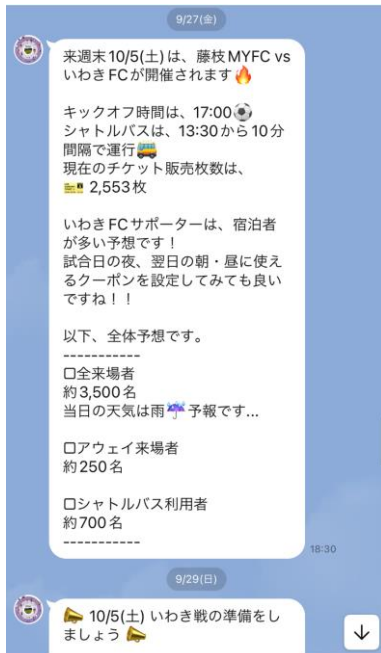 9/27(金)
来週末10/5(土)は、藤枝MYFC vs
いわきFCが開催されます🔥
キックオフ時間は、17:00⚽
シャトルバスは、13:30から10分
間隔で運行🚌
現在のチケット販売枚数は、
🎫 2,553枚
いわきFCサポーターは、宿泊者
が多い予想です！
試合日の夜、翌日の朝・昼に使え
るクーポンを設定してみても良い
ですね！！
以下、全体予想です。
-----------
□全来場者
約3,500名
当日の天気は雨☔予報です...
□アウェイ来場者
約250名
□シャトルバス利用者
約700名
-----------
18:30
9/29(日)
📣 10/5(土) いわき戦の準備をし
ましょう 📣